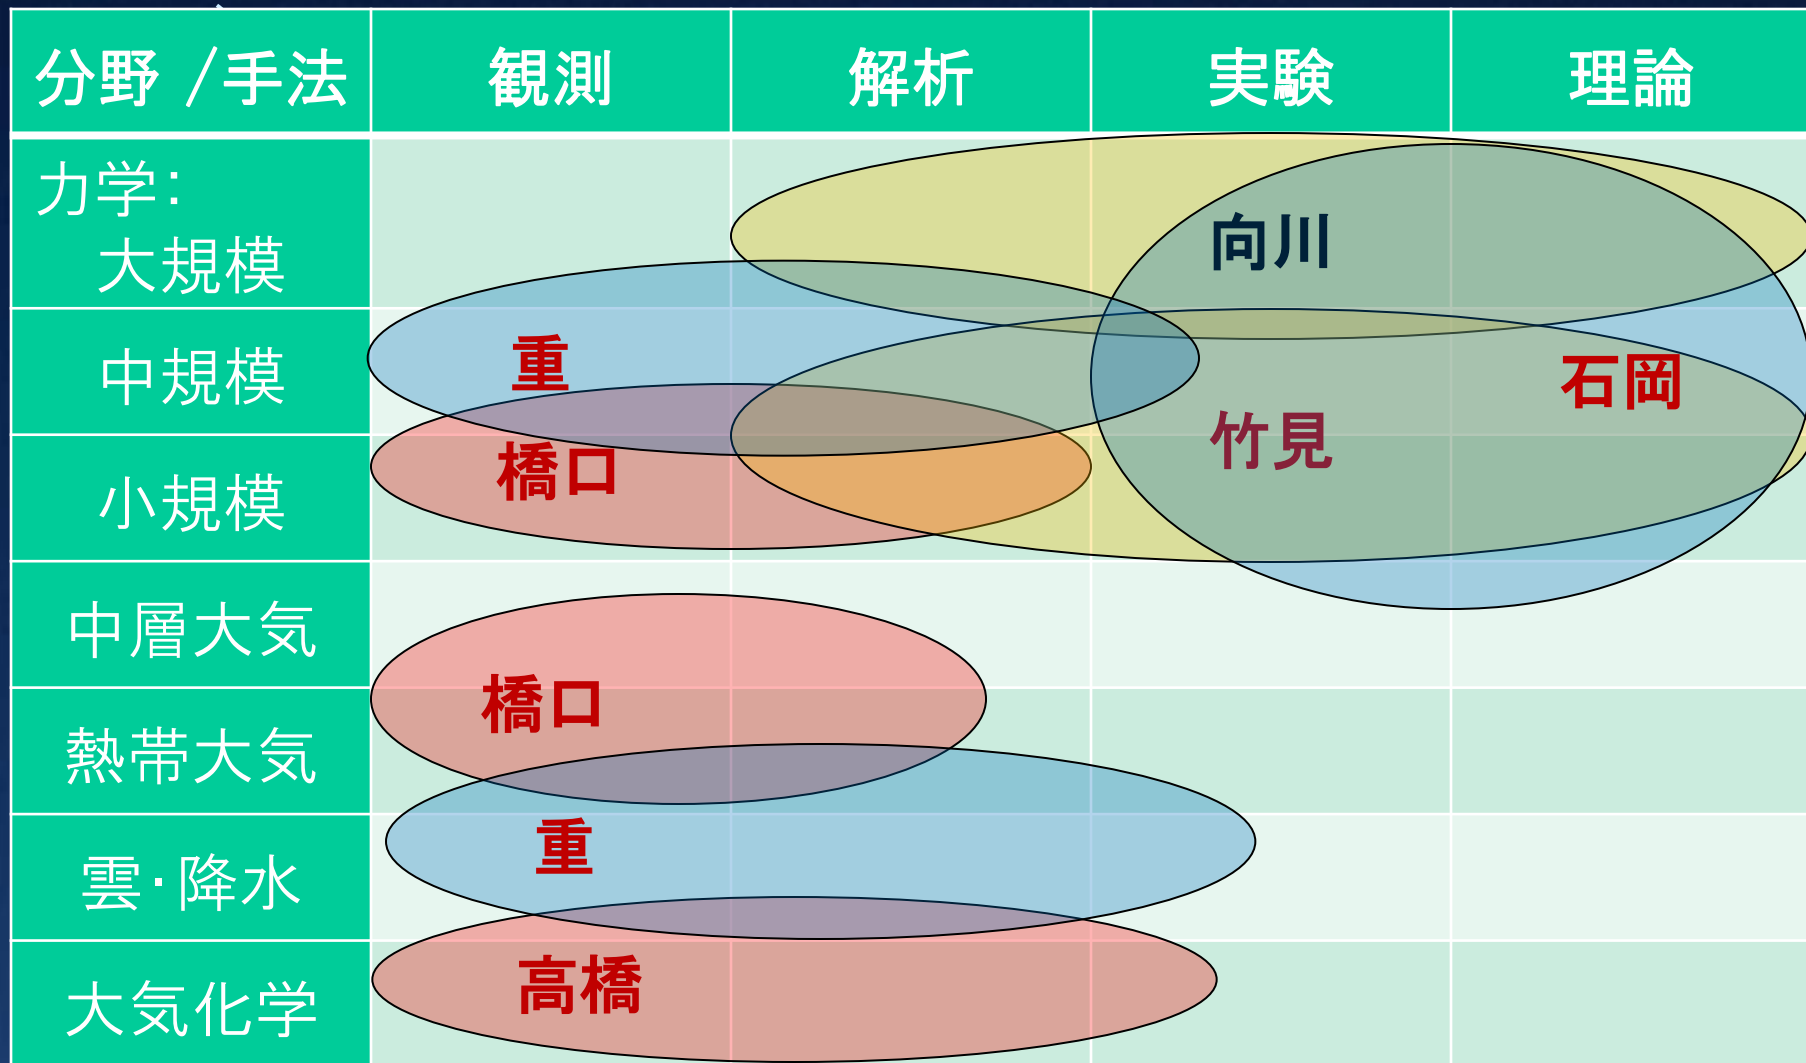 分野 /手法 観測 解析 実験 理論
力学：
大規模
向川
中規模
重
石岡
竹見
小規模
橋口
中層大気
橋口
熱帯大気
重
雲・降水
高橋
大気化学